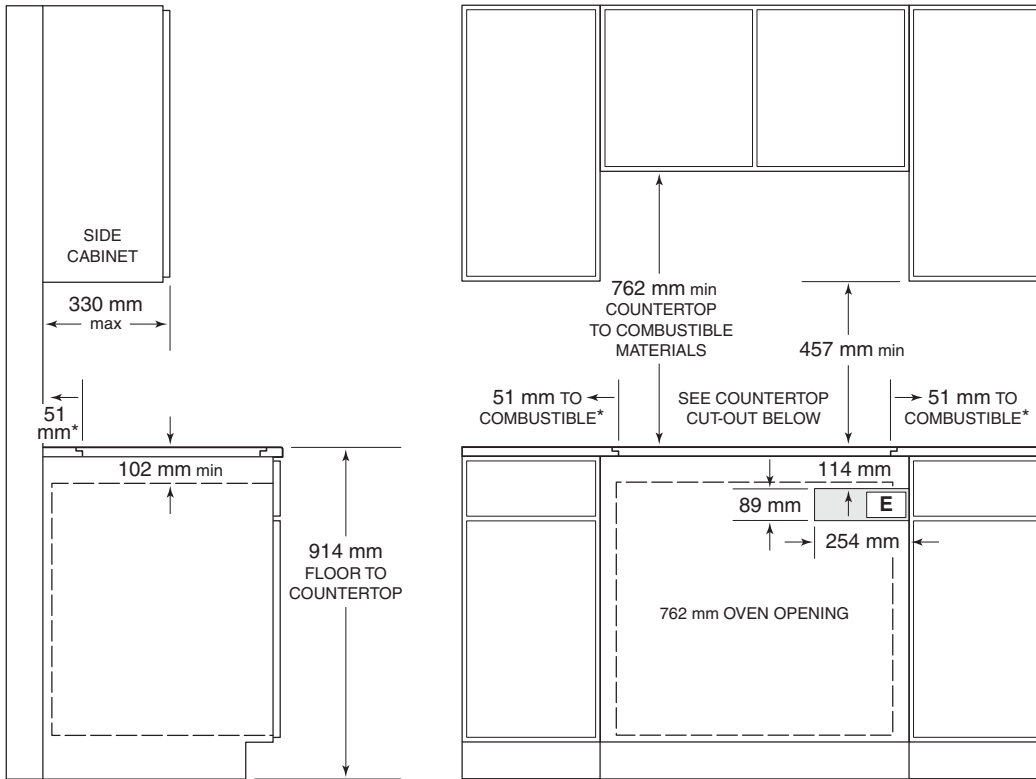 SIDE
CABINET
330 mm
max
51
mm*
102 mm min
914 mm
FLOOR TO
COUNTERTOP
762 mm min
COUNTERTOP
TO COMBUSTIBLE
MATERIALS
457 mm min
51 mm TO
COMBUSTIBLE*
SEE COUNTERTOP
CUT-OUT BELOW
51 mm TO
COMBUSTIBLE*
114 mm
89 mm
E
254 mm
762 mm OVEN OPENING